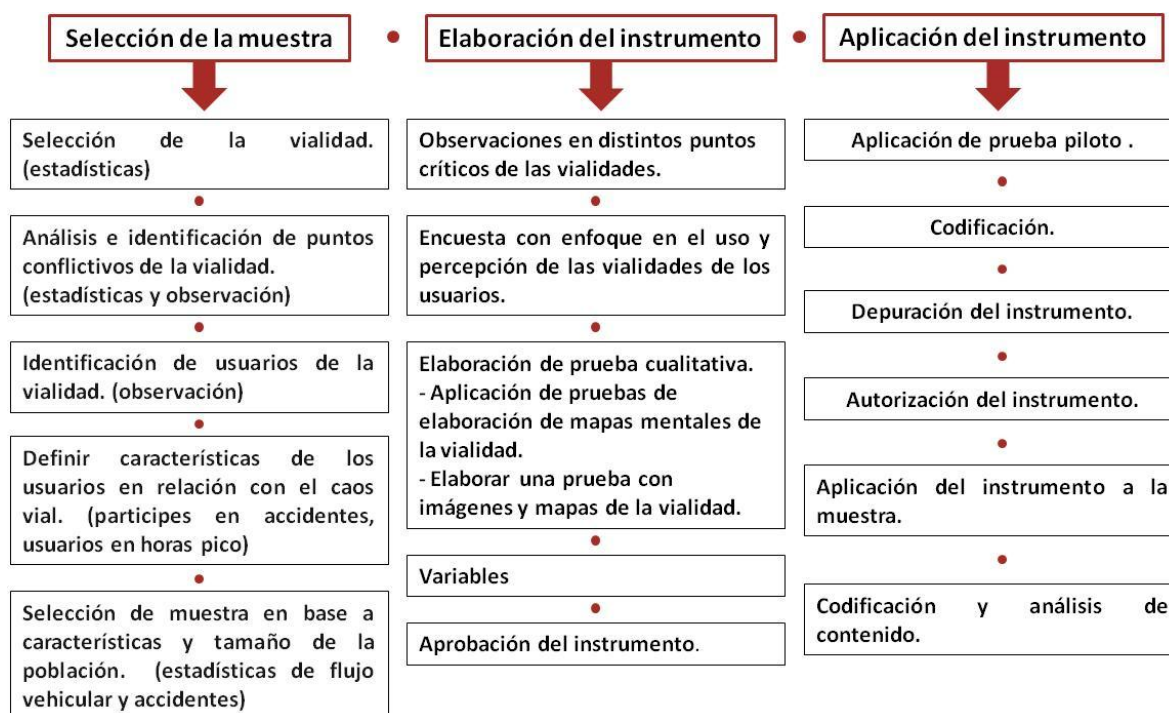 Selección de la muestra
Selección de la vialidad.
(estadísticas)
Análisis e identificación de puntos
conflictivos de la vialidad.
(estadísticas y observación)
Identificación de usuarios de la
vialidad. (observación)
Definir características de los
usuarios en relación con el caos
vial. (participes en accidentes,
usuarios en horas pico)
Selección de muestra en base a
características y tamaño de la
población. (estadísticas de flujo
vehicular y accidentes)
Elaboración del instrumento
Observaciones en distintos puntos
críticos de las vialidades.
Encuesta con enfoque en el uso y
percepción de las vialidades de los
usuarios.
Elaboración de prueba cualitativa.
- Aplicación de pruebas de
elaboración de mapas mentales de
la vialidad.
- Elaborar una prueba con
imágenes y mapas de la vialidad.
Variables
Aprobación del instrumento.
Aplicación del instrumento
Aplicación de prueba piloto .
Codificación.
Depuración del instrumento.
Autorización del instrumento.
Aplicación del instrumento a la
muestra.
Codificación y análisis de
contenido.